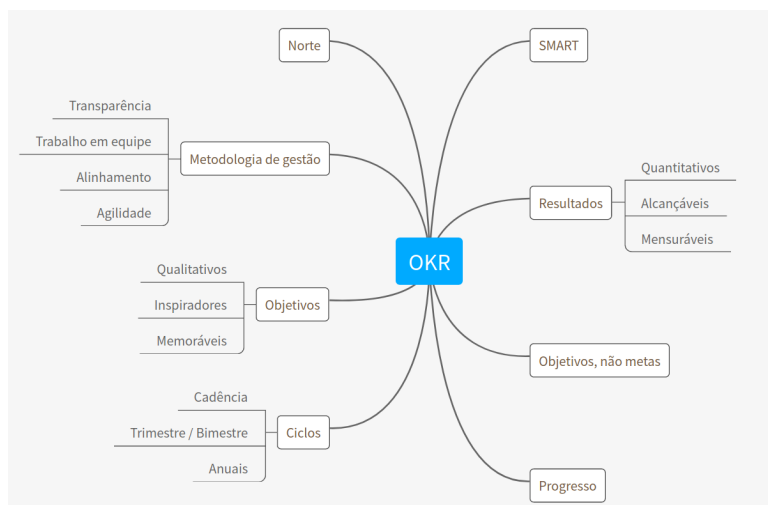 Norte
SMART
Transparência
Trabalho em equipe
Alinhamento
Agilidade
Metodologia de gestão
Quantitativos
Alcançáveis
Mensuráveis
Resultados
OKR
Qualitativos
Inspiradores
Memoráveis
Objetivos
Objetivos, não metas
Cadência
Trimestre / Bimestre
Anuais
Ciclos
Progresso